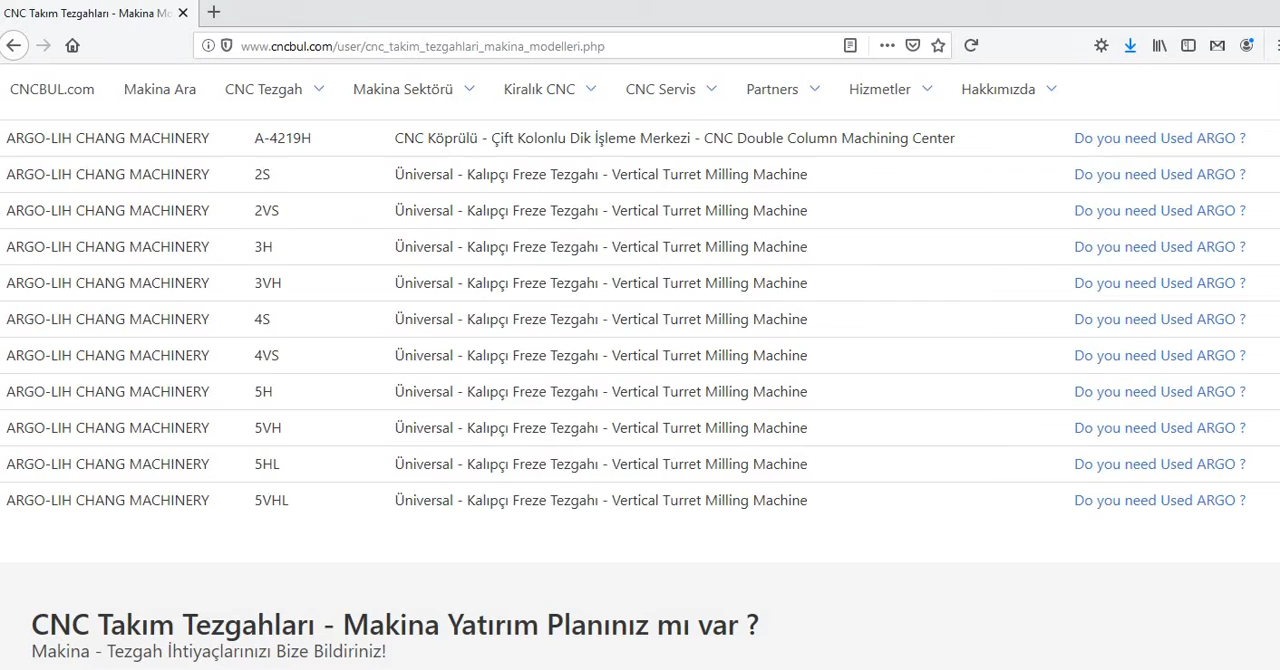 CNC Takım Tezgahları - Makina Mo
www.cncbul.com/user/cnc_takim_tezgahlari_makina_modelleri.php
CNCBUL.com Makina Ara CNC Tezgah Makina Sektörü Kiralık CNC CNC Servis Partners Hizmetler Hakkımızda
ARGO-LIH CHANG MACHINERY A-4219H CNC Köprülü - Çift Kolonlu Dik İşleme Merkezi - CNC Double Column Machining Center Do you need Used ARGO ?
ARGO-LIH CHANG MACHINERY 2S Üniversal - Kalıpçı Freze Tezgahı - Vertical Turret Milling Machine Do you need Used ARGO ?
ARGO-LIH CHANG MACHINERY 2VS Üniversal - Kalıpçı Freze Tezgahı - Vertical Turret Milling Machine Do you need Used ARGO ?
ARGO-LIH CHANG MACHINERY 3H Üniversal - Kalıpçı Freze Tezgahı - Vertical Turret Milling Machine Do you need Used ARGO ?
ARGO-LIH CHANG MACHINERY 3VH Üniversal - Kalıpçı Freze Tezgahı - Vertical Turret Milling Machine Do you need Used ARGO ?
ARGO-LIH CHANG MACHINERY 4S Üniversal - Kalıpçı Freze Tezgahı - Vertical Turret Milling Machine Do you need Used ARGO ?
ARGO-LIH CHANG MACHINERY 4VS Üniversal - Kalıpçı Freze Tezgahı - Vertical Turret Milling Machine Do you need Used ARGO ?
ARGO-LIH CHANG MACHINERY 5H Üniversal - Kalıpçı Freze Tezgahı - Vertical Turret Milling Machine Do you need Used ARGO ?
ARGO-LIH CHANG MACHINERY 5VH Üniversal - Kalıpçı Freze Tezgahı - Vertical Turret Milling Machine Do you need Used ARGO ?
ARGO-LIH CHANG MACHINERY 5HL Üniversal - Kalıpçı Freze Tezgahı - Vertical Turret Milling Machine Do you need Used ARGO ?
ARGO-LIH CHANG MACHINERY 5VHL Üniversal - Kalıpçı Freze Tezgahı - Vertical Turret Milling Machine Do you need Used ARGO ?
CNC Takım Tezgahları - Makina Yatırım Planınız mı var ?
Makina - Tezgah İhtiyaçlarınızı Bize Bildiriniz!